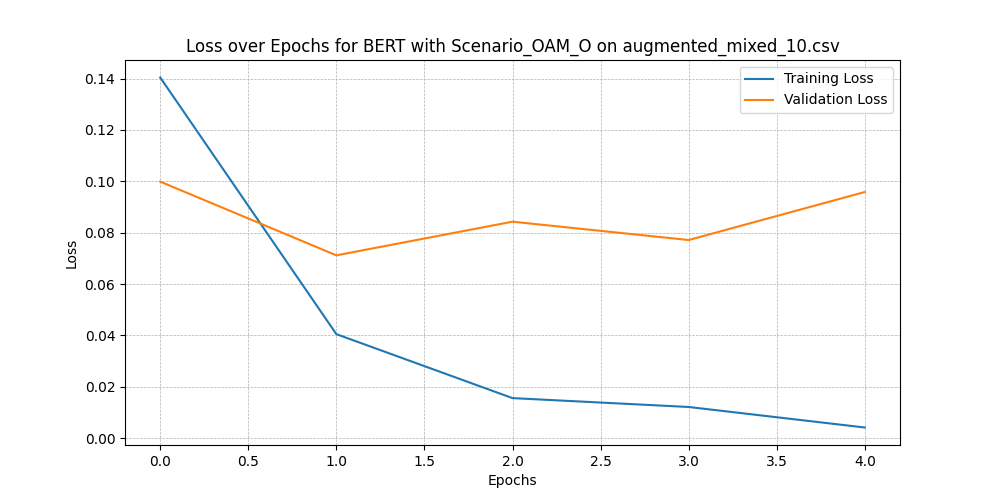 Loss over Epochs for BERT with Scenario_OAM_O on augmented_mixed_10.csv
Training Loss
Validation Loss
0.14
0.12
0.10
0.08
0.06
0.04
0.02
0.00
Loss
0.0 0.5 1.0 1.5 2.0 2.5 3.0 3.5 4.0
Epochs